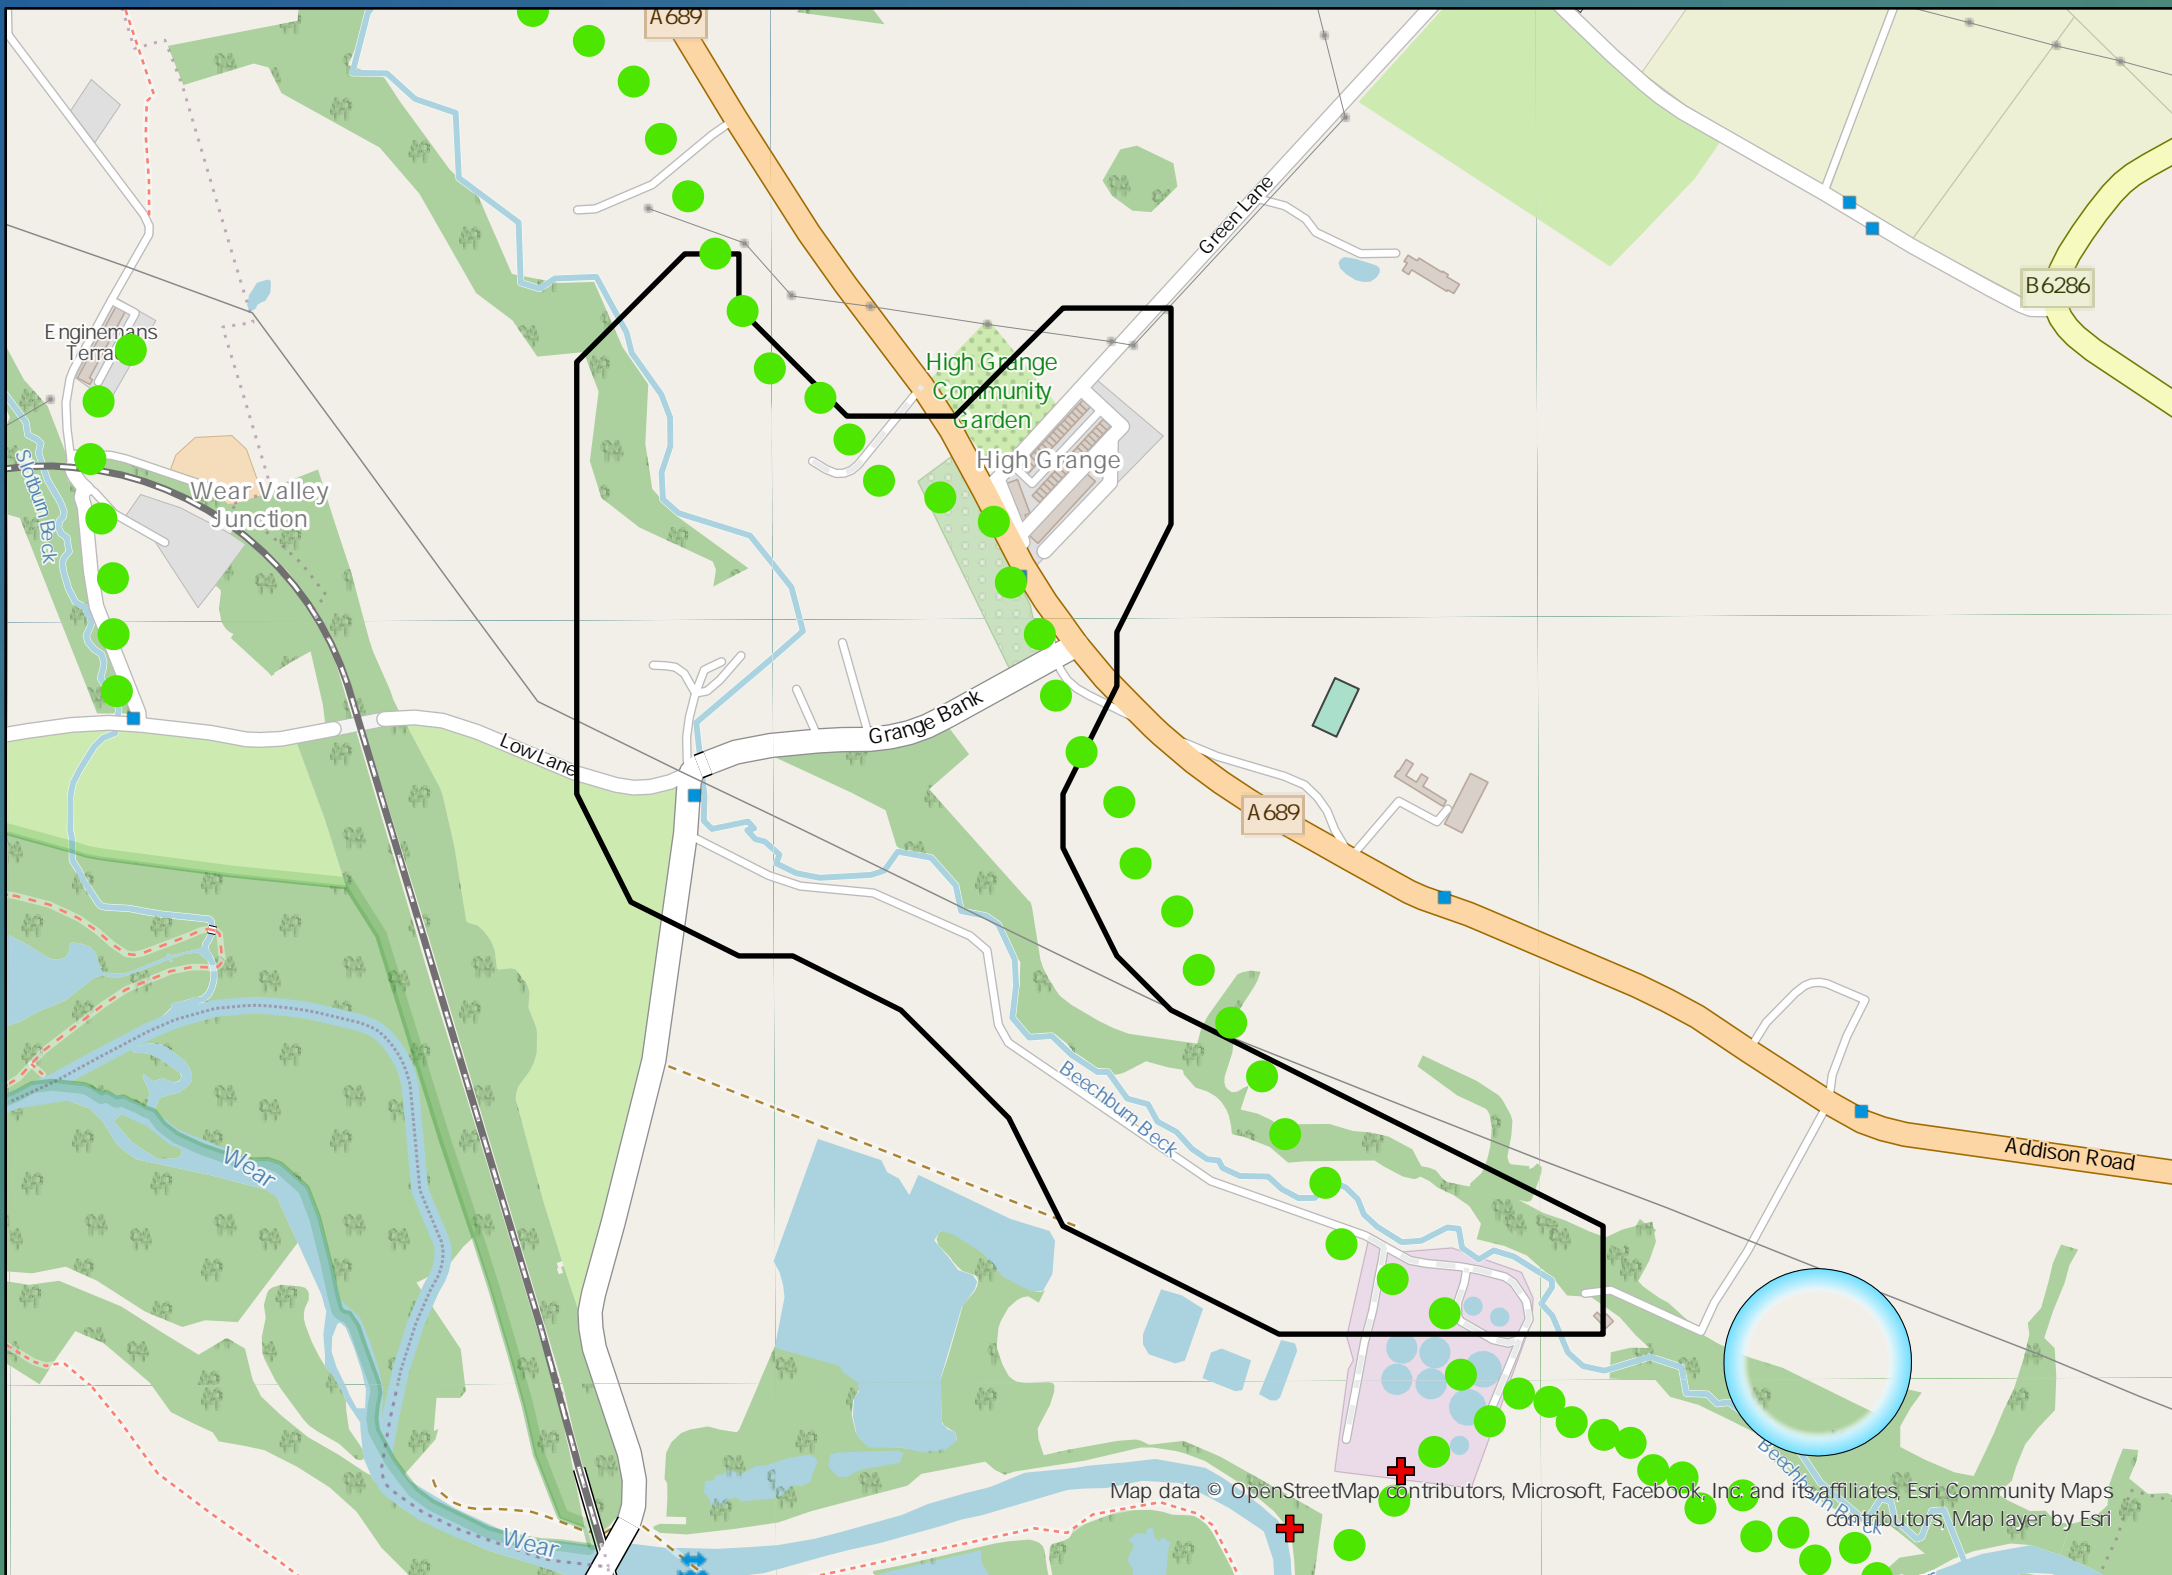 A689
Green Lane
B6286
Enginemans
Terra
High Grange
Community
Garden
High Grange
Slotburn Beck
Wear Valley
Junction
Grange Bank
Low Lane
A689
Beechburn Beck
Addison Road
Wear
Beechburn Beck
Map data © OpenStreetMap contributors, Microsoft, Facebook, Inc. and its affiliates, Esri Community Maps
contributors, Map layer by Esri
Wear